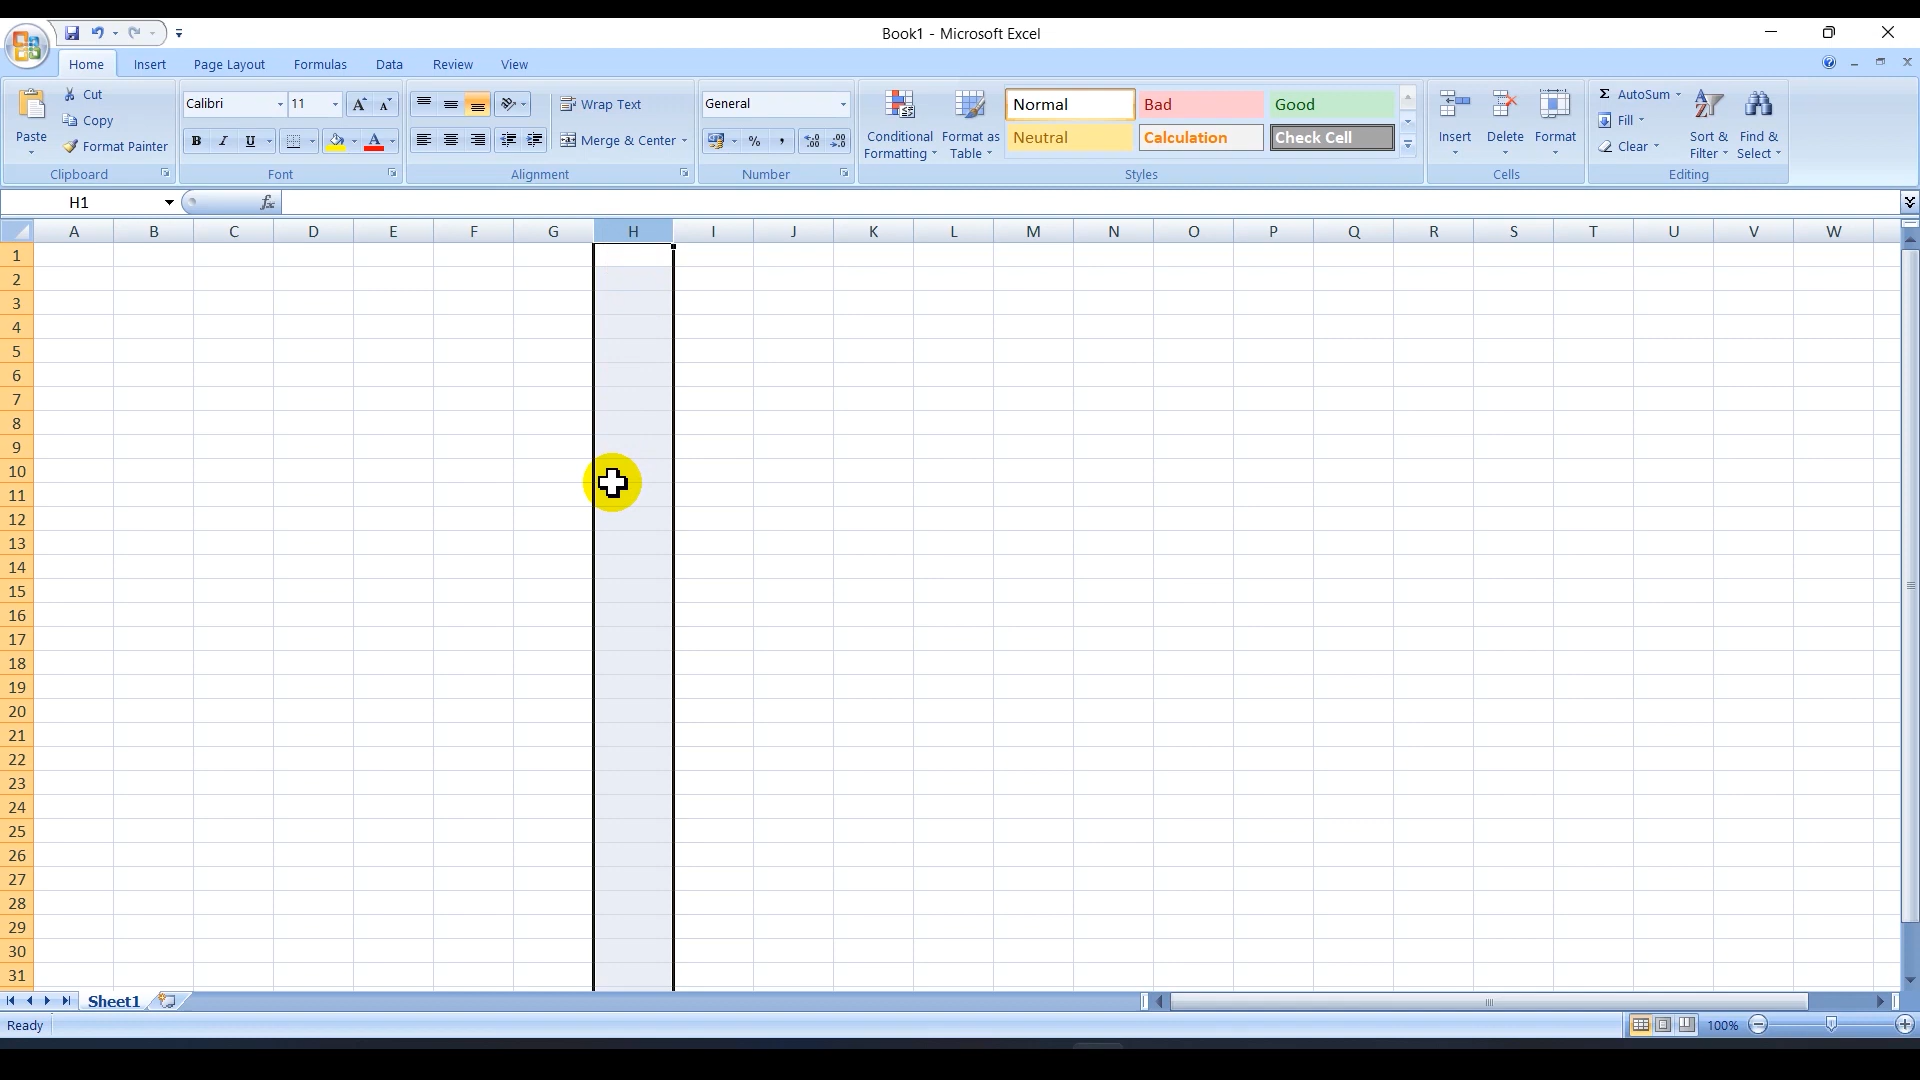 Book1 - Microsoft Excel
Home Insert Page Layout Formulas Data Review View
Paste Cut Copy Format Painter
Clipboard
Calibri 11
B I U A
Font
Wrap Text
Merge & Center
Alignment
General
% ,
Number
Conditional Formatting Format as Table
Normal Bad Good
Neutral Calculation Check Cell
Styles
Insert Delete Format
Cells
Σ AutoSum
Fill
Clear
Sort & Filter Find & Select
Editing
H1 fx
A B C D E F G H I J K L M N O P Q R S T U V W
1
2
3
4
5
6
7
8
9
10
11
12
13
14
15
16
17
18
19
20
21
22
23
24
25
26
27
28
29
30
31
Sheet1
Ready 100%